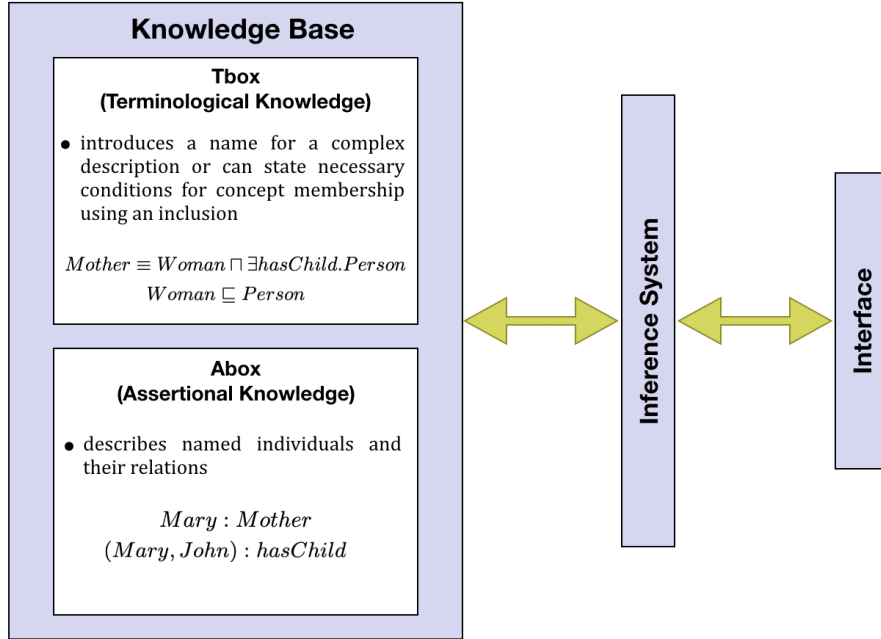 Knowledge Base
Tbox
(Terminological Knowledge)
• introduces a name for a complex
description or can state necessary
conditions for concept membership
using an inclusion
Mother ≡ Woman ⊓ ∃hasChild.Person
Woman ⊑ Person
Abox
(Assertional Knowledge)
• describes named individuals and
their relations
Mary : Mother
(Mary, John) : hasChild
Inference System
Interface